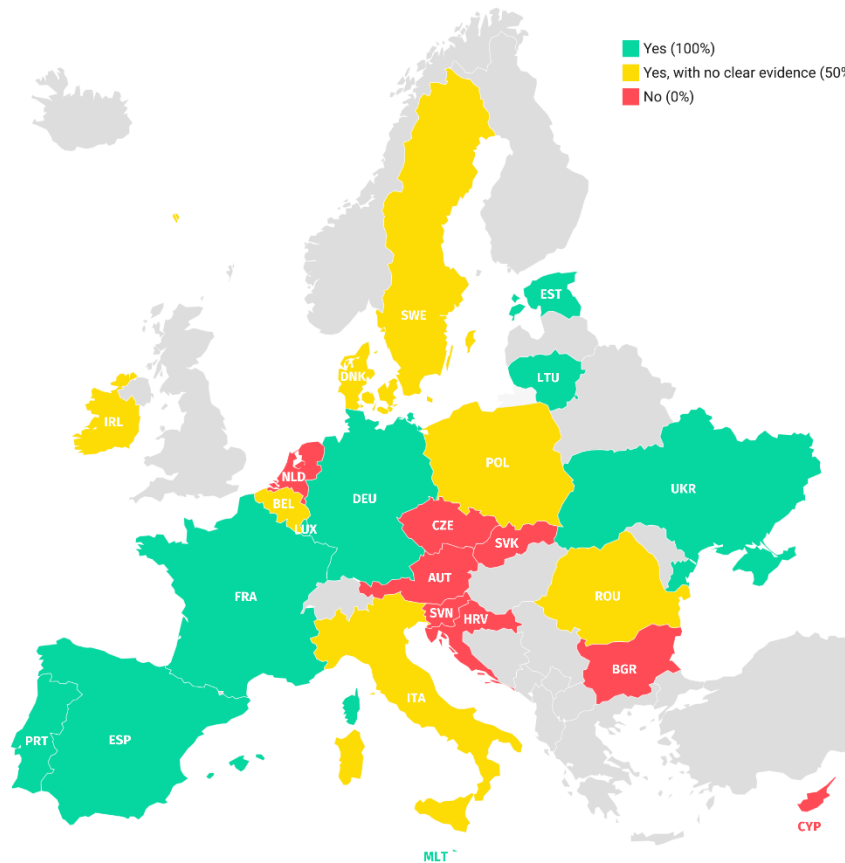 Yes (100%)
Yes, with no clear evidence (50%
No (0%)
EST
SWE
LTU
DNK
IRL
POL
NLD
UKR
DEU
BEL
CZE
LUX
SVK
AUT
FRA
ROU
SVN
HRV
BGR
ITA
PRT
ESP
CYP
MLT